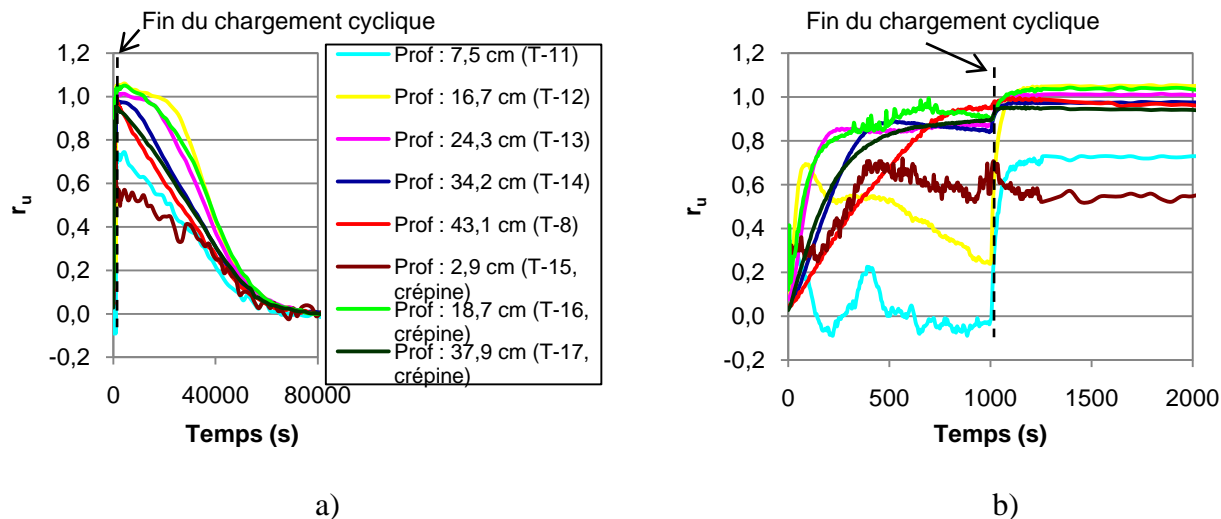 Fin du chargement cyclique
1,2
1,0
0,8
0,6
0,4
0,2
0,0
-0,2
r_u
0 40000 80000
Temps (s)
Prof : 7,5 cm (T-11)
Prof : 16,7 cm (T-12)
Prof : 24,3 cm (T-13)
Prof : 34,2 cm (T-14)
Prof : 43,1 cm (T-8)
Prof : 2,9 cm (T-15,
crépine)
Prof : 18,7 cm (T-16,
crépine)
Prof : 37,9 cm (T-17,
crépine)
a)
Fin du chargement cyclique
1,2
1,0
0,8
0,6
0,4
0,2
0,0
-0,2
r_u
0 500 1000 1500 2000
Temps (s)
b)